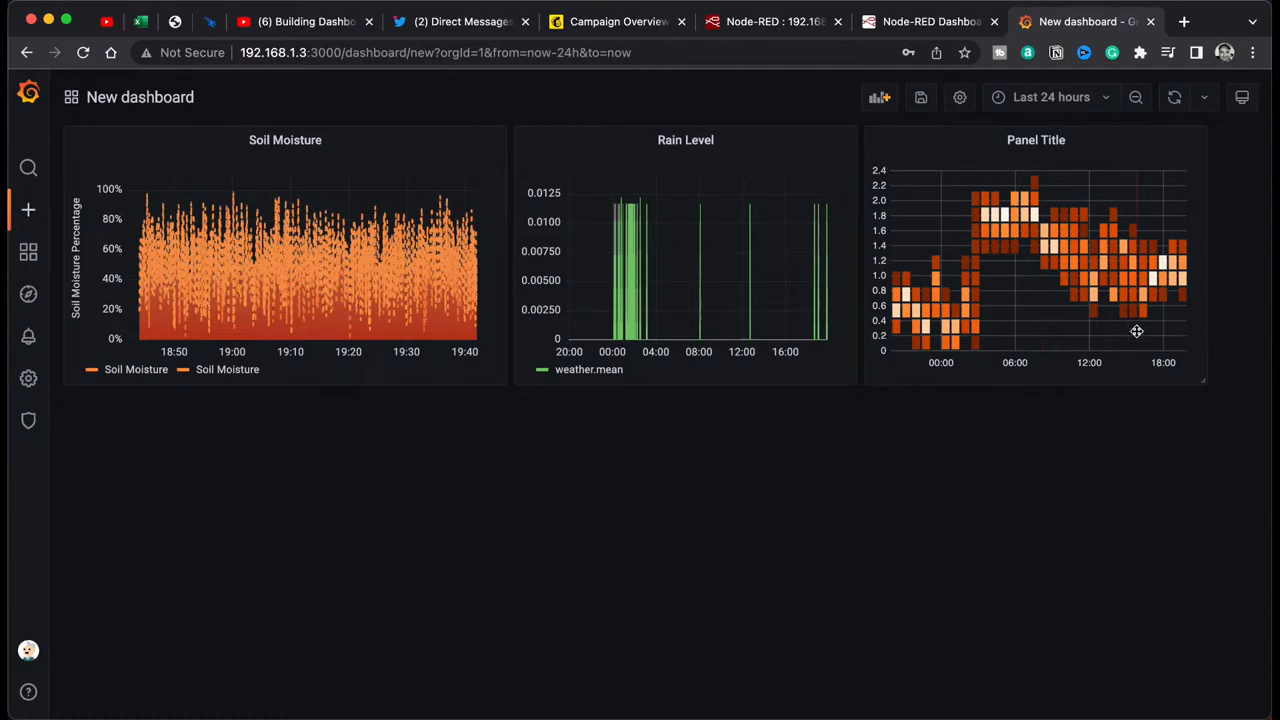 (6) Building Dashbo
(2) Direct Messages
Campaign Overview
Node-RED : 192.168
Node-RED Dashboa
New dashboard - G
Not Secure
192.168.1.3:3000/dashboard/new?orgId=1&from=now-24h&to=now
New dashboard
Last 24 hours
Soil Moisture
Soil Moisture Percentage
100%
80%
60%
40%
20%
0%
18:50 19:00 19:10 19:20 19:30 19:40
Soil Moisture Soil Moisture
Rain Level
0.0125
0.0100
0.00750
0.00500
0.00250
0
20:00 00:00 04:00 08:00 12:00 16:00
weather.mean
Panel Title
2.4
2.2
2.0
1.8
1.6
1.4
1.2
1.0
0.8
0.6
0.4
0.2
0
00:00 06:00 12:00 18:00